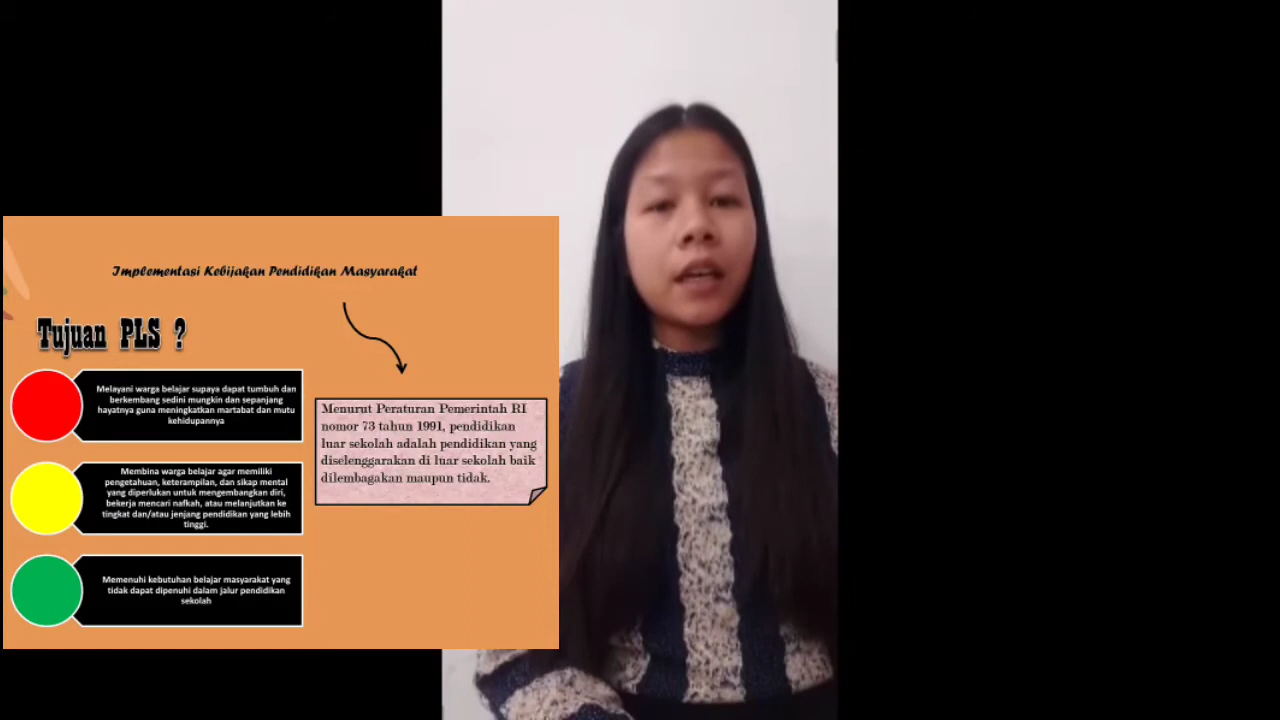 Implementasi Kebijakan Pendidikan Masyarakat
Tujuan PLS ?
Melayani warga belajar supaya dapat tumbuh dan
berkembang sedini mungkin dan sepanjang
hayatnya guna meningkatkan martabat dan mutu
kehidupannya
Membina warga belajar agar memiliki
pengetahuan, keterampilan, dan sikap mental
yang diperlukan untuk mengembangkan diri,
bekerja mencari nafkah, atau melanjutkan ke
tingkat dan/atau jenjang pendidikan yang lebih
tinggi.
Memenuhi kebutuhan belajar masyarakat yang
tidak dapat dipenuhi dalam jalur pendidikan
sekolah
Menurut Peraturan Pemerintah RI
nomor 73 tahun 1991, pendidikan
luar sekolah adalah pendidikan yang
diselenggarakan di luar sekolah baik
dilembagakan maupun tidak.